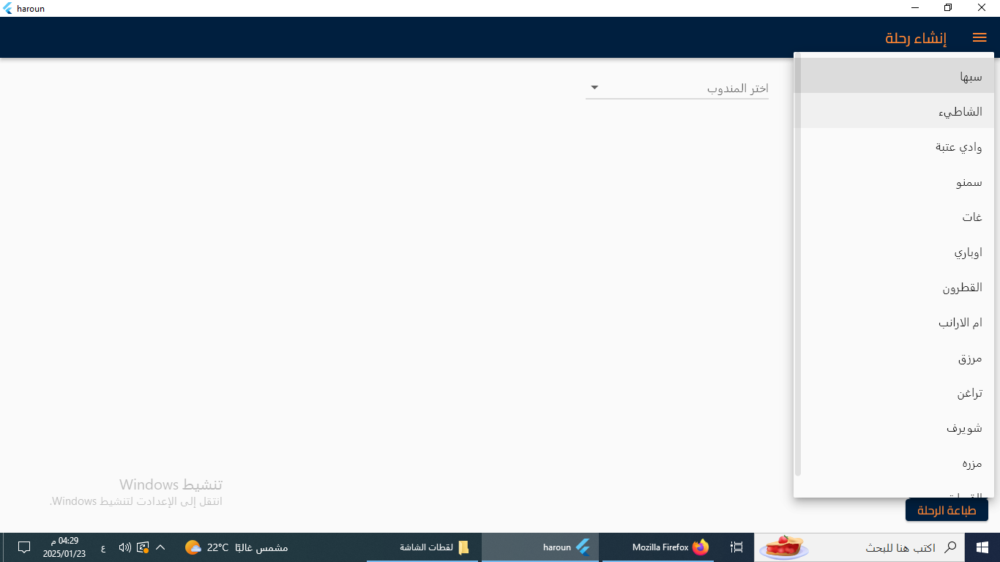 haroun
إنشاء رحلة
اختر المندوب
سبها
الشاطيء
وادي عتبة
سمنو
غات
اوباري
القطرون
ام الارانب
مرزق
تراغن
شويرف
مزره
طباعة الرحلة
تنشيط Windows
انتقل إلى الإعدادت لتنشيط Windows.
اكتب هنا للبحث
Mozilla Firefox
haroun
لقطات الشاشة
22°C مشمس غالبًا
ع
04:29 م
2025/01/23